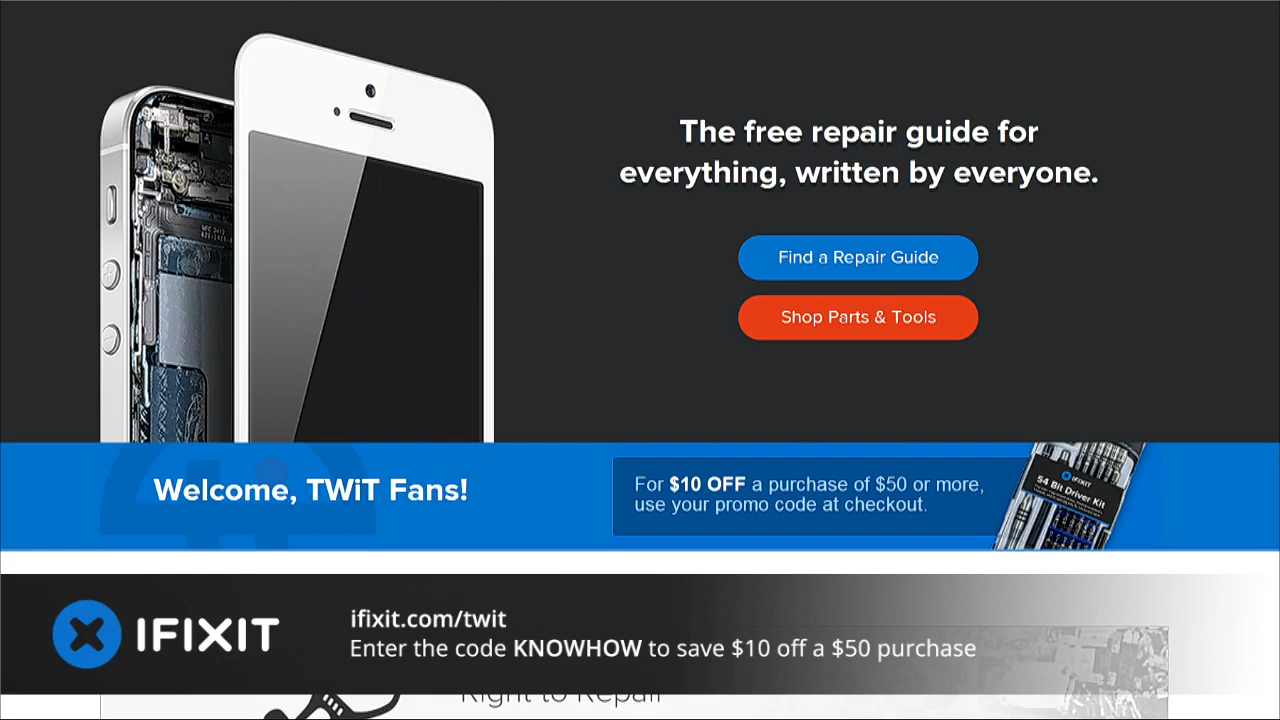 The free repair guide for
everything, written by everyone.
Find a Repair Guide
Shop Parts & Tools
Welcome, TWiT Fans!
For $10 OFF a purchase of $50 or more,
use your promo code at checkout.
IFIXIT
54 Bit Driver Kit
IFIXIT
ifixit.com/twit
Enter the code KNOWHOW to save $10 off a $50 purchase
Right to Repair